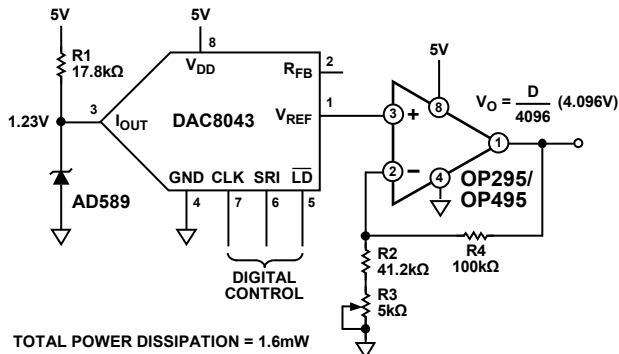 5V
5V
R1
17.8kΩ
8
VDD
RFB
2
5V
VO = D/4096 (4.096V)
1.23V
3
IOUT
DAC8043
VREF
1
3
+
8
1
2
−
4
OP295/
OP495
AD589
GND CLK SRI L̅D̅
4
7
6
5
DIGITAL
CONTROL
R2
41.2kΩ
R4
100kΩ
R3
5kΩ
TOTAL POWER DISSIPATION = 1.6mW